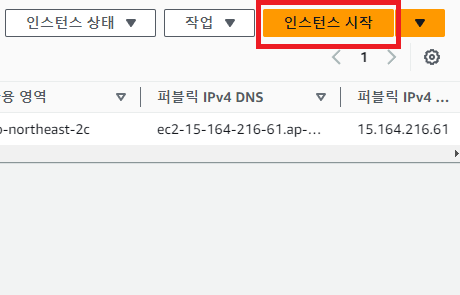 인스턴스 상태 작업 인스턴스 시작
1
용 영역 퍼블릭 IPv4 DNS 퍼블릭 IPv4 ...
-northeast-2c ec2-15-164-216-61.ap-... 15.164.216.61